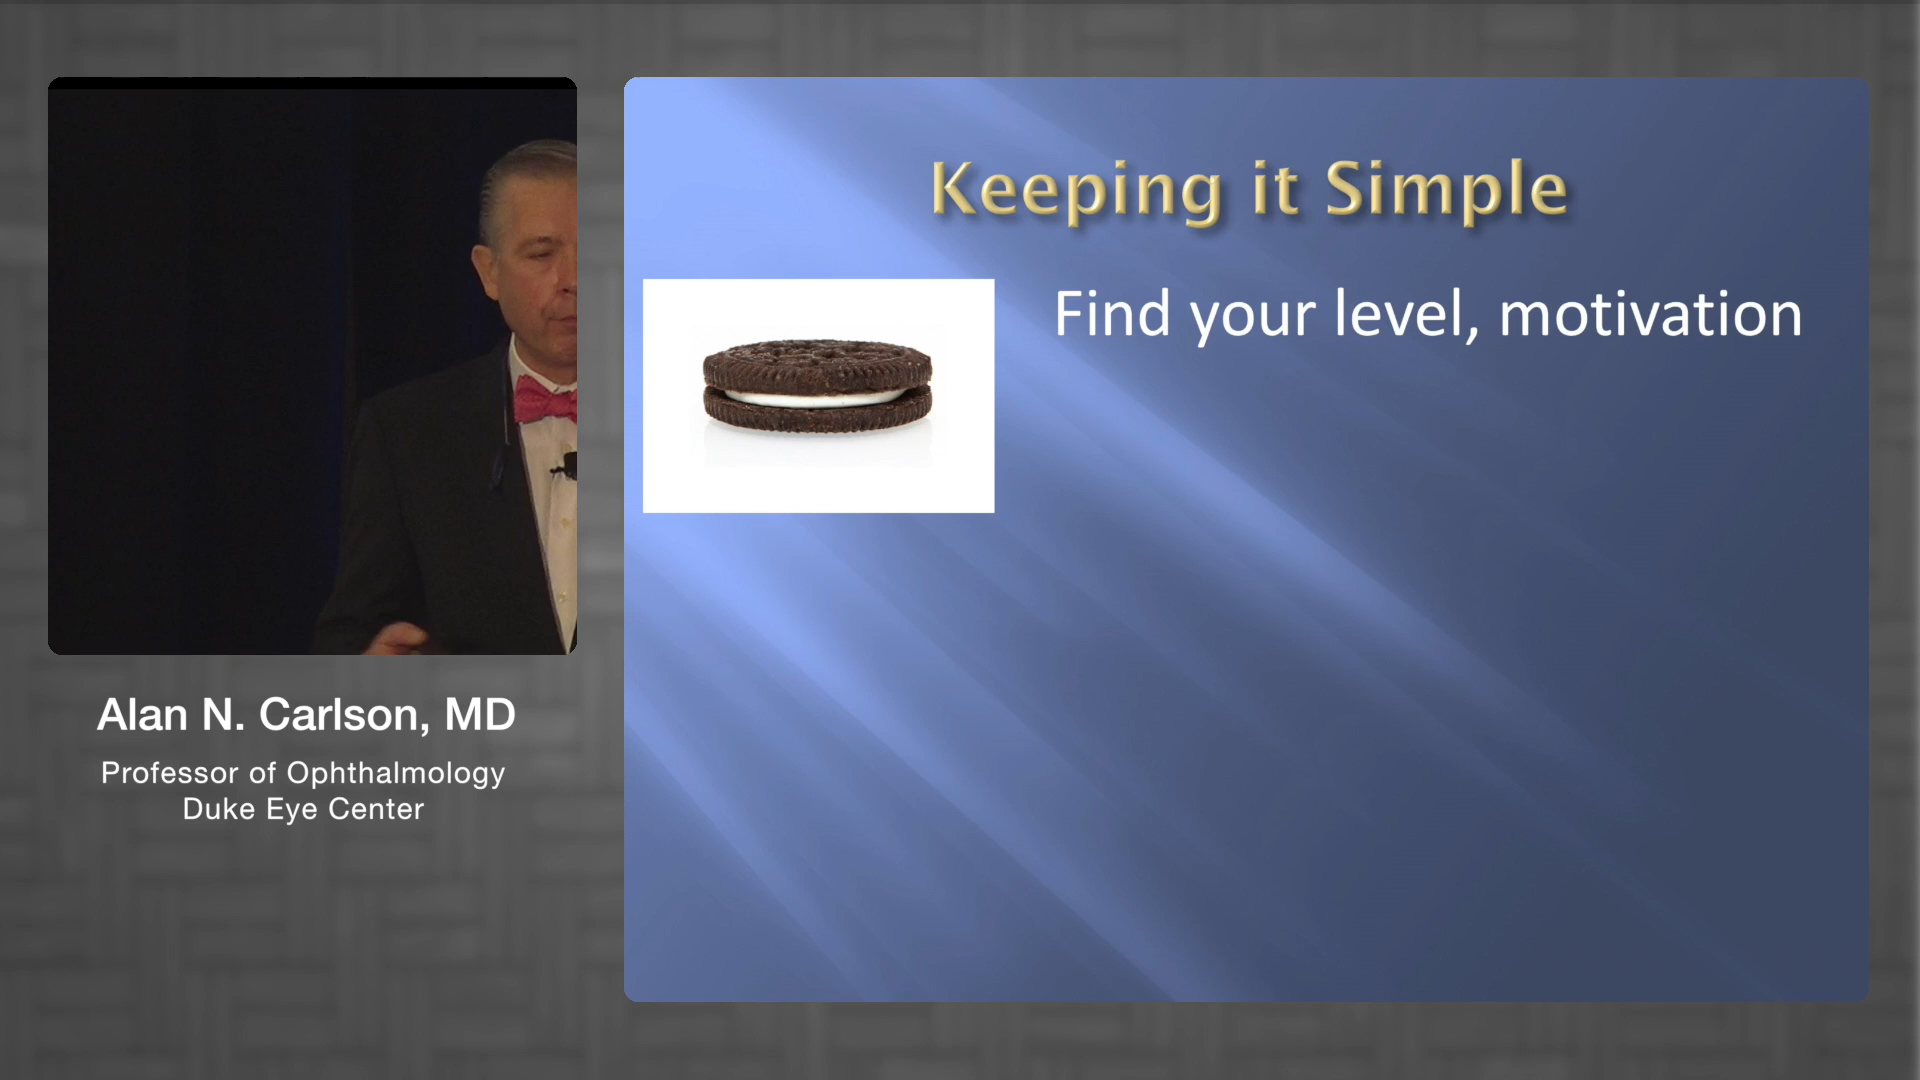 Keeping it Simple
Find your level, motivation
Alan N. Carlson, MD
Professor of Ophthalmology
Duke Eye Center